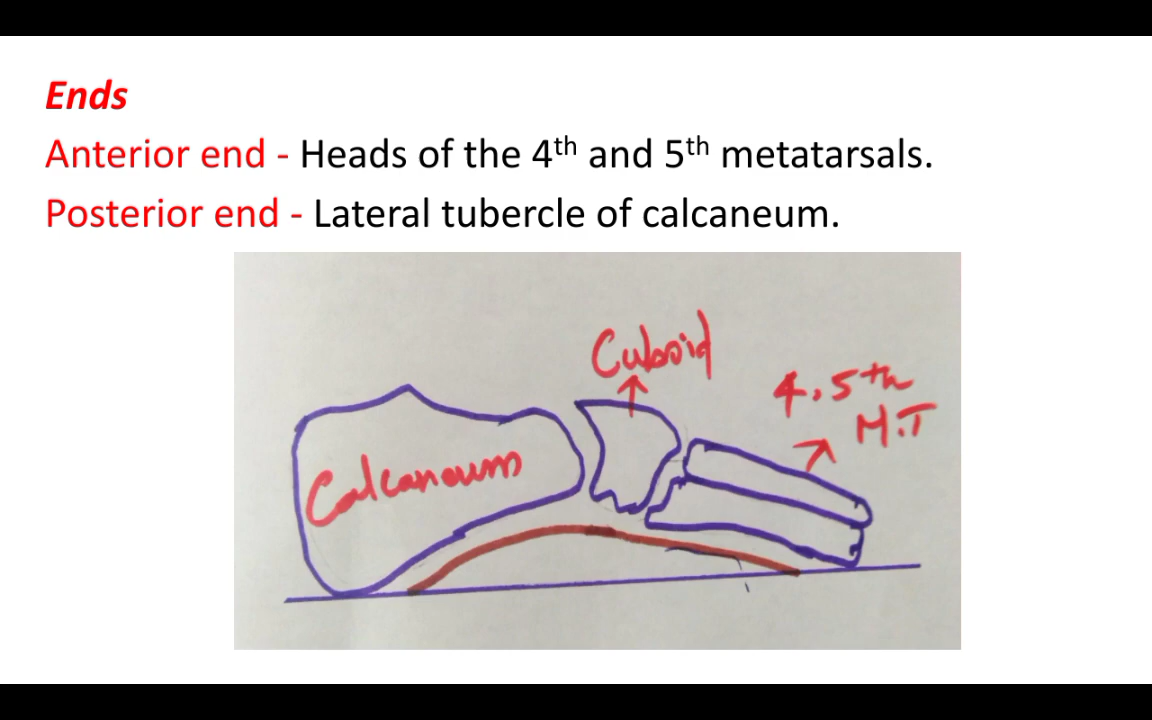 Ends
Anterior end - Heads of the 4th and 5th metatarsals.
Posterior end - Lateral tubercle of calcaneum.
Cuboid
4,5th
M.T
Calcaneum